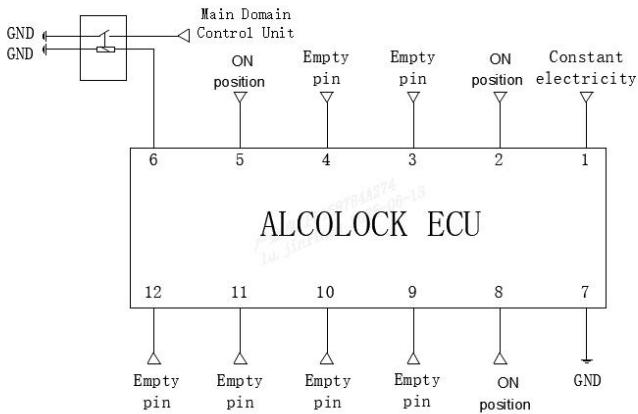 Main Domain
Control Unit
GND
GND
ON
position
Empty
pin
Empty
pin
ON
position
Constant
electricity
6 5 4 3 2 1
ALCOLOCK ECU
12 11 10 9 8 7
Empty
pin
Empty
pin
Empty
pin
Empty
pin
ON
position
GND